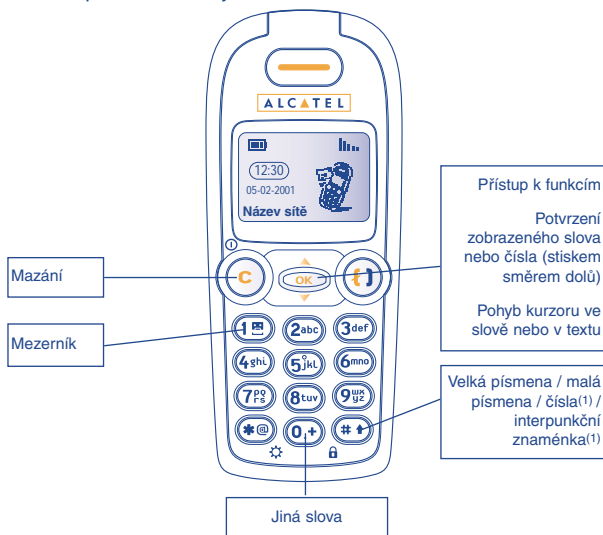 ALCATEL
12:30
05-02-2001
Název sítě
Přístup k funkcím
Potvrzení
zobrazeného slova
nebo čísla (stiskem
směrem dolů)
Pohyb kurzoru ve
slově nebo v textu
Mazání
C
OK
Mezerník
1
2abc
3def
4ghi
5jkl
6mno
7pqrs
8tuv
9wxyz
*@
0,+
#
Velká písmena / malá
písmena / čísla(1) /
interpunkční
znaménka(1)
Jiná slova